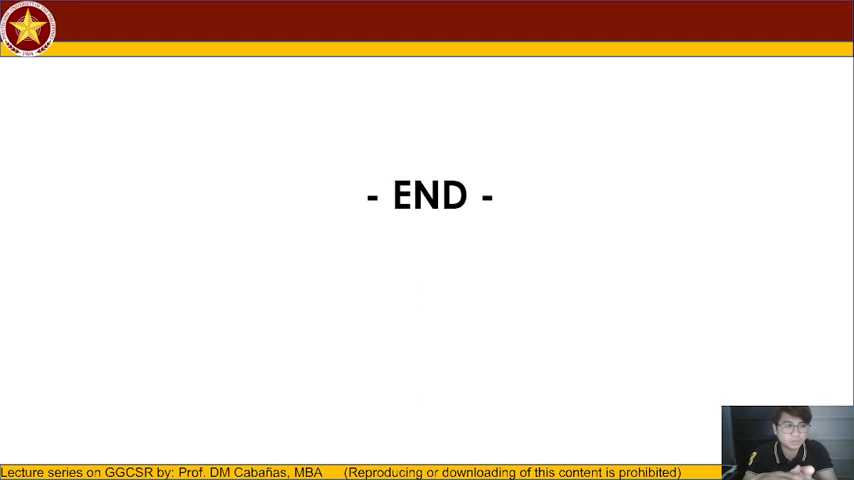 - END -
Lecture series on GGCSR by: Prof. DM Cabañas, MBA (Reproducing or downloading of this content is prohibited)